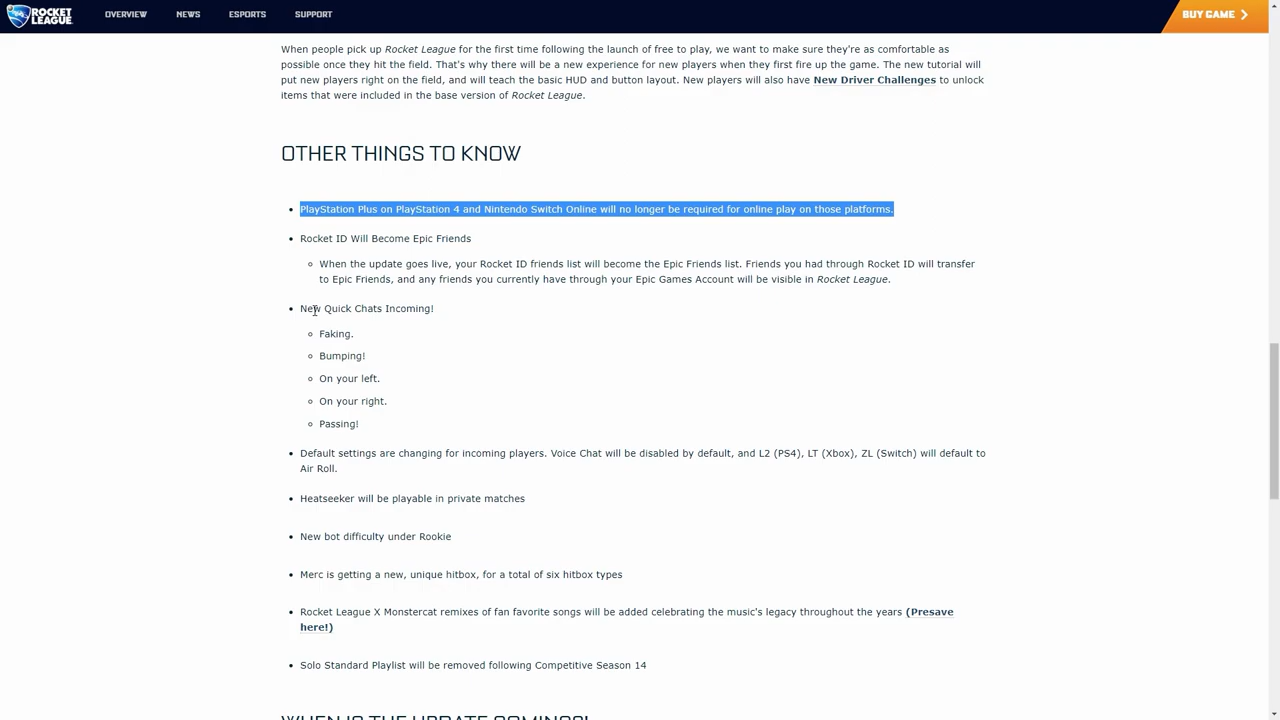 ROCKET LEAGUE
OVERVIEW
NEWS
ESPORTS
SUPPORT
BUY GAME
When people pick up Rocket League for the first time following the launch of free to play, we want to make sure they're as comfortable as
possible once they hit the field. That's why there will be a new experience for new players when they first fire up the game. The new tutorial will
put new players right on the field, and will teach the basic HUD and button layout. New players will also have New Driver Challenges to unlock
items that were included in the base version of Rocket League.
OTHER THINGS TO KNOW
PlayStation Plus on PlayStation 4 and Nintendo Switch Online will no longer be required for online play on those platforms.
Rocket ID Will Become Epic Friends
When the update goes live, your Rocket ID friends list will become the Epic Friends list. Friends you had through Rocket ID will transfer
to Epic Friends, and any friends you currently have through your Epic Games Account will be visible in Rocket League.
New Quick Chats Incoming!
Faking.
Bumping!
On your left.
On your right.
Passing!
Default settings are changing for incoming players. Voice Chat will be disabled by default, and L2 (PS4), LT (Xbox), ZL (Switch) will default to
Air Roll.
Heatseeker will be playable in private matches
New bot difficulty under Rookie
Merc is getting a new, unique hitbox, for a total of six hitbox types
Rocket League X Monstercat remixes of fan favorite songs will be added celebrating the music's legacy throughout the years (Presave
here!)
Solo Standard Playlist will be removed following Competitive Season 14
WHEN IS THE UPDATE COMING?!